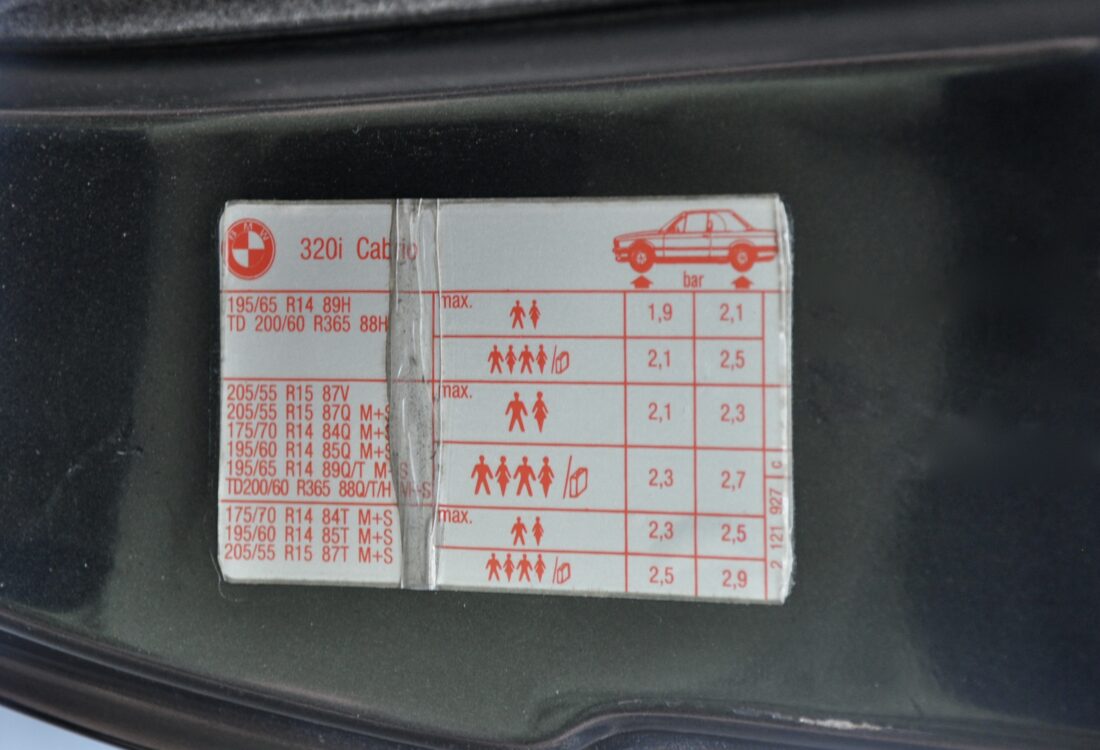 BMW
320i Cabrio
bar
195/65 R14 89H
TD 200/60 R365 88H
max.
1,9 2,1
2,1 2,5
205/55 R15 87V
205/55 R15 87Q M+S
175/70 R14 84Q M+S
195/60 R14 85Q M+S
195/65 R14 89Q/T M+S
TD200/60 R365 88Q/T/H M+S
max.
2,1 2,3
2,3 2,7
175/70 R14 84T M+S
195/60 R14 85T M+S
205/55 R15 87T M+S
max.
2,3 2,5
2,5 2,9
2 121 927 c